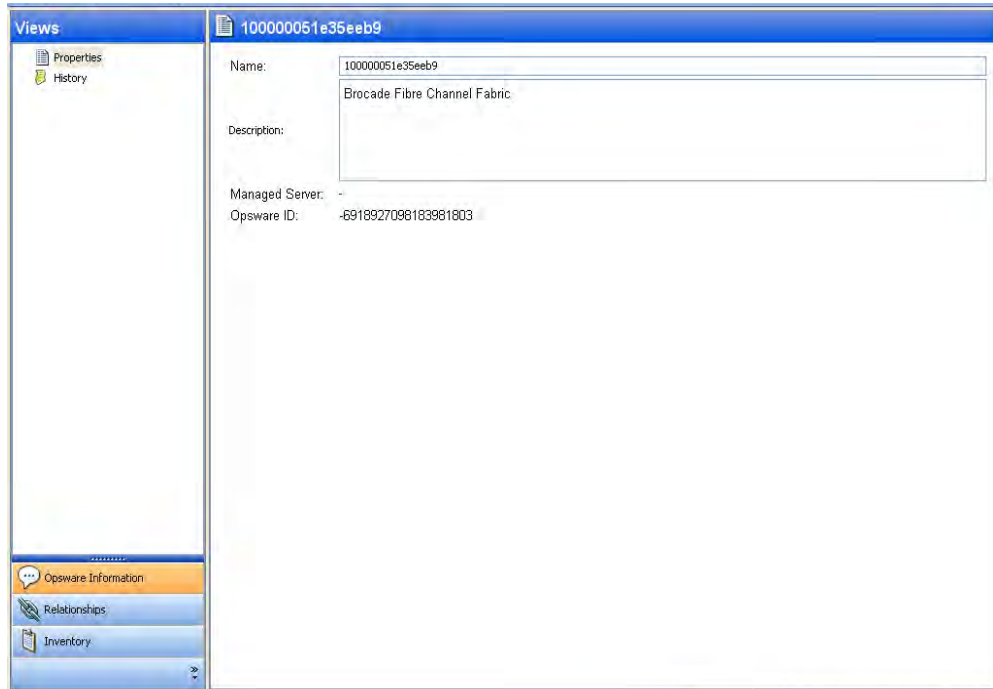 Views
Properties
History
Opsware Information
Relationships
Inventory
100000051e35eeb9
Name: 100000051e35eeb9
Description: Brocade Fibre Channel Fabric
Managed Server: -
Opsware ID: -6918927098183981803